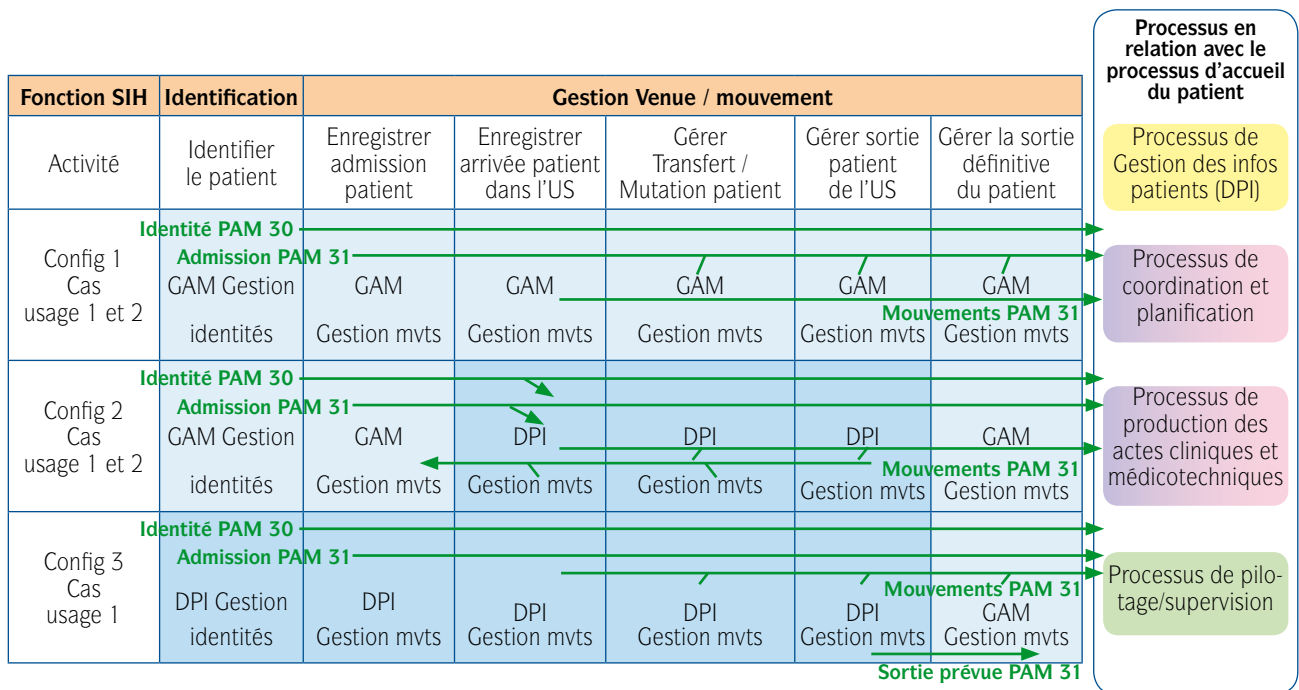 Processus en
relation avec le
processus d'accueil
du patient
Fonction SIH
Identification
Gestion Venue / mouvement
Activité
Identifier
le patient
Enregistrer
admission
patient
Enregistrer
arrivée patient
dans l'US
Gérer
Transfert /
Mutation patient
Gérer sortie
patient
de l'US
Gérer la sortie
définitive
du patient
Processus de
Gestion des infos
patients (DPI)
Config 1
Cas
usage 1 et 2
Identité PAM 30
Admission PAM 31
GAM Gestion
identités
GAM
Gestion mvts
GAM
Gestion mvts
GAM
Gestion mvts
GAM
Gestion mvts
GAM
Mouvements PAM 31
Gestion mvts
Processus de
coordination et
planification
Config 2
Cas
usage 1 et 2
Identité PAM 30
Admission PAM 31
GAM Gestion
identités
GAM
Gestion mvts
DPI
Gestion mvts
DPI
Gestion mvts
DPI
Gestion mvts
GAM
Mouvements PAM 31
Gestion mvts
Processus de
production des
actes cliniques et
médicotechniques
Config 3
Cas
usage 1
Identité PAM 30
Admission PAM 31
DPI Gestion
identités
DPI
Gestion mvts
DPI
Gestion mvts
DPI
Gestion mvts
Mouvements PAM 31
DPI
Gestion mvts
GAM
Gestion mvts
Sortie prévue PAM 31
Processus de pilo-
tage/supervision